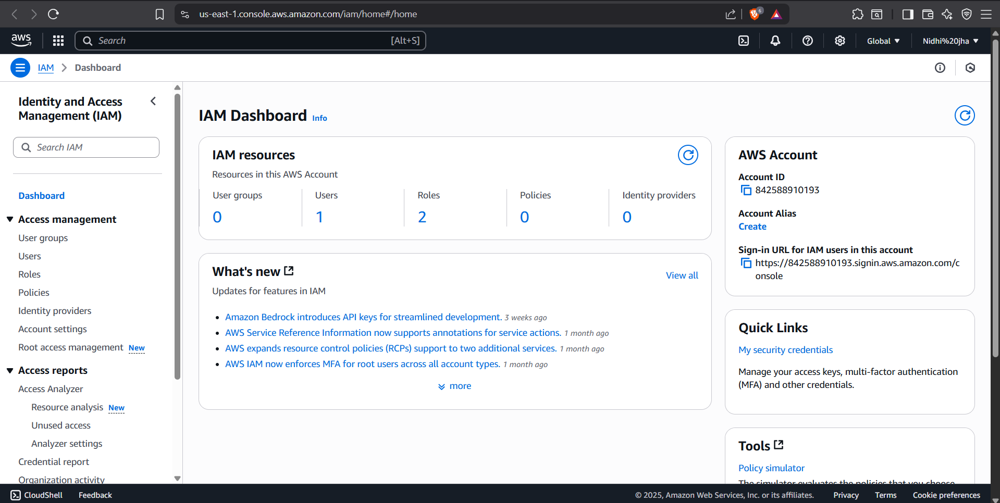 us-east-1.console.aws.amazon.com/iam/home#/home
6
aws
Search
[Alt+S]
Global
Nidhi%20jha
IAM
Dashboard
Identity and Access
Management (IAM)
Search IAM
Dashboard
Access management
User groups
Users
Roles
Policies
Identity providers
Account settings
Root access management New
Access reports
Access Analyzer
Resource analysis New
Unused access
Analyzer settings
Credential report
Organization activity
IAM Dashboard Info
IAM resources
Resources in this AWS Account
User groups
0
Users
1
Roles
2
Policies
0
Identity providers
0
What's new
View all
Updates for features in IAM
Amazon Bedrock introduces API keys for streamlined development. 3 weeks ago
AWS Service Reference Information now supports annotations for service actions. 1 month ago
AWS expands resource control policies (RCPs) support to two additional services. 1 month ago
AWS IAM now enforces MFA for root users across all account types. 1 month ago
more
AWS Account
Account ID
842588910193
Account Alias
Create
Sign-in URL for IAM users in this account
https://842588910193.signin.aws.amazon.com/c
onsole
Quick Links
My security credentials
Manage your access keys, multi-factor authentication
(MFA) and other credentials.
Tools
Policy simulator
The simulator evaluates the policies that you choose
CloudShell
Feedback
© 2025, Amazon Web Services, Inc. or its affiliates.
Privacy
Terms
Cookie preferences